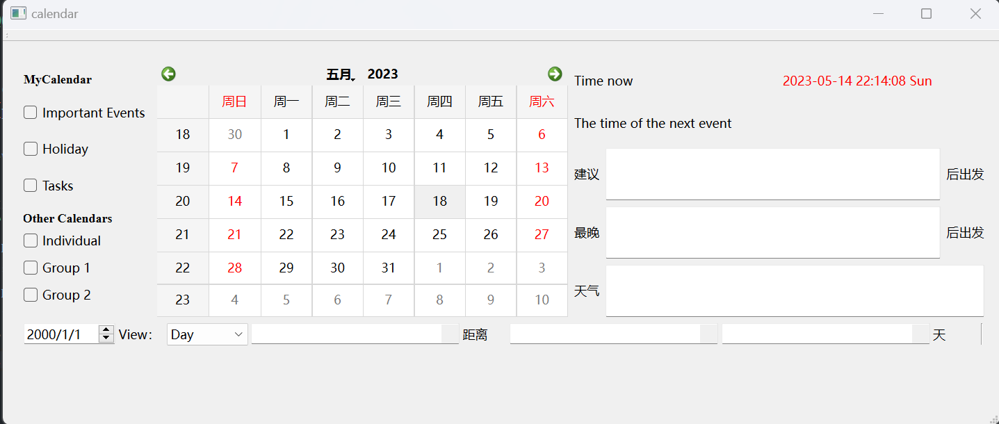 calendar
MyCalendar
Important Events
Holiday
Tasks
Other Calendars
Individual
Group 1
Group 2
五月 2023
周日 周一 周二 周三 周四 周五 周六
18 30 1 2 3 4 5 6
19 7 8 9 10 11 12 13
20 14 15 16 17 18 19 20
21 21 22 23 24 25 26 27
22 28 29 30 31 1 2 3
23 4 5 6 7 8 9 10
Time now 2023-05-14 22:14:08 Sun
The time of the next event
建议 后出发
最晚 后出发
天气
2000/1/1 View: Day 距离 天